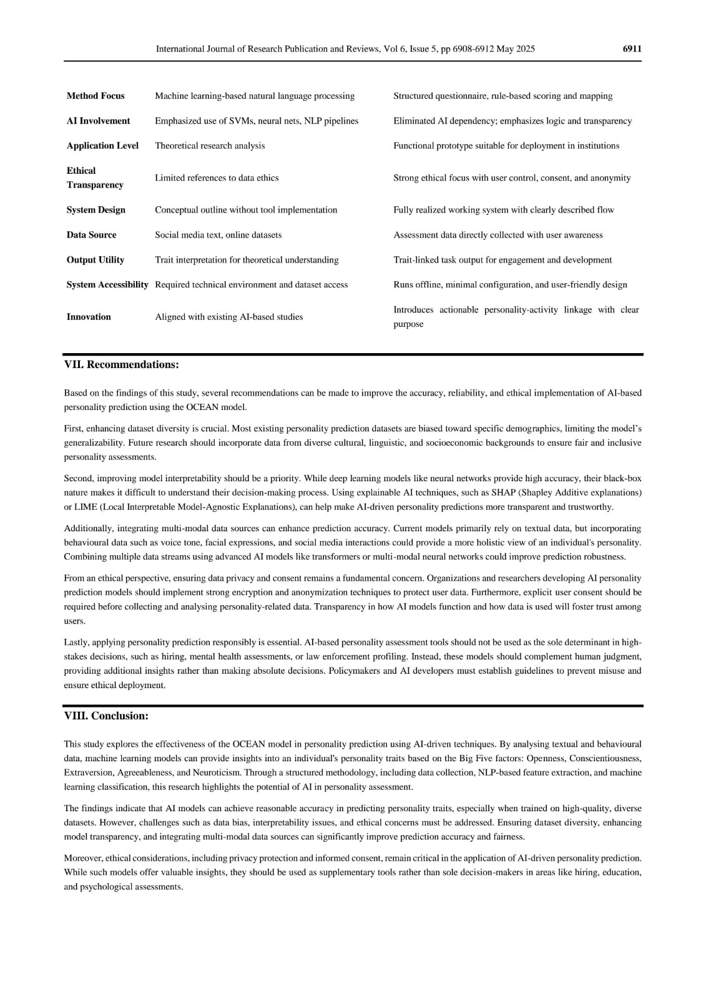 International Journal of Research Publication and Reviews, Vol 6, Issue 5, pp 6908-6912 May 2025 6911
Method Focus Machine learning-based natural language processing Structured questionnaire, rule-based scoring and mapping
AI Involvement Emphasized use of SVMs, neural nets, NLP pipelines Eliminated AI dependency; emphasizes logic and transparency
Application Level Theoretical research analysis Functional prototype suitable for deployment in institutions
Ethical
Transparency Limited references to data ethics Strong ethical focus with user control, consent, and anonymity
System Design Conceptual outline without tool implementation Fully realized working system with clearly described flow
Data Source Social media text, online datasets Assessment data directly collected with user awareness
Output Utility Trait interpretation for theoretical understanding Trait-linked task output for engagement and development
System Accessibility Required technical environment and dataset access Runs offline, minimal configuration, and user-friendly design
Innovation Aligned with existing AI-based studies Introduces actionable personality-activity linkage with clear
purpose
VII. Recommendations:
Based on the findings of this study, several recommendations can be made to improve the accuracy, reliability, and ethical implementation of AI-based
personality prediction using the OCEAN model.
First, enhancing dataset diversity is crucial. Most existing personality prediction datasets are biased toward specific demographics, limiting the model's
generalizability. Future research should incorporate data from diverse cultural, linguistic, and socioeconomic backgrounds to ensure fair and inclusive
personality assessments.
Second, improving model interpretability should be a priority. While deep learning models like neural networks provide high accuracy, their black-box
nature makes it difficult to understand their decision-making process. Using explainable AI techniques, such as SHAP (Shapley Additive explanations)
or LIME (Local Interpretable Model-Agnostic Explanations), can help make AI-driven personality predictions more transparent and trustworthy.
Additionally, integrating multi-modal data sources can enhance prediction accuracy. Current models primarily rely on textual data, but incorporating
behavioural data such as voice tone, facial expressions, and social media interactions could provide a more holistic view of an individual's personality.
Combining multiple data streams using advanced AI models like transformers or multi-modal neural networks could improve prediction robustness.
From an ethical perspective, ensuring data privacy and consent remains a fundamental concern. Organizations and researchers developing AI personality
prediction models should implement strong encryption and anonymization techniques to protect user data. Furthermore, explicit user consent should be
required before collecting and analysing personality-related data. Transparency in how AI models function and how data is used will foster trust among
users.
Lastly, applying personality prediction responsibly is essential. AI-based personality assessment tools should not be used as the sole determinant in high-
stakes decisions, such as hiring, mental health assessments, or law enforcement profiling. Instead, these models should complement human judgment,
providing additional insights rather than making absolute decisions. Policymakers and AI developers must establish guidelines to prevent misuse and
ensure ethical deployment.
VIII. Conclusion:
This study explores the effectiveness of the OCEAN model in personality prediction using AI-driven techniques. By analysing textual and behavioural
data, machine learning models can provide insights into an individual's personality traits based on the Big Five factors: Openness, Conscientiousness,
Extraversion, Agreeableness, and Neuroticism. Through a structured methodology, including data collection, NLP-based feature extraction, and machine
learning classification, this research highlights the potential of AI in personality assessment.
The findings indicate that AI models can achieve reasonable accuracy in predicting personality traits, especially when trained on high-quality, diverse
datasets. However, challenges such as data bias, interpretability issues, and ethical concerns must be addressed. Ensuring dataset diversity, enhancing
model transparency, and integrating multi-modal data sources can significantly improve prediction accuracy and fairness.
Moreover, ethical considerations, including privacy protection and informed consent, remain critical in the application of AI-driven personality prediction.
While such models offer valuable insights, they should be used as supplementary tools rather than sole decision-makers in areas like hiring, education,
and psychological assessments.